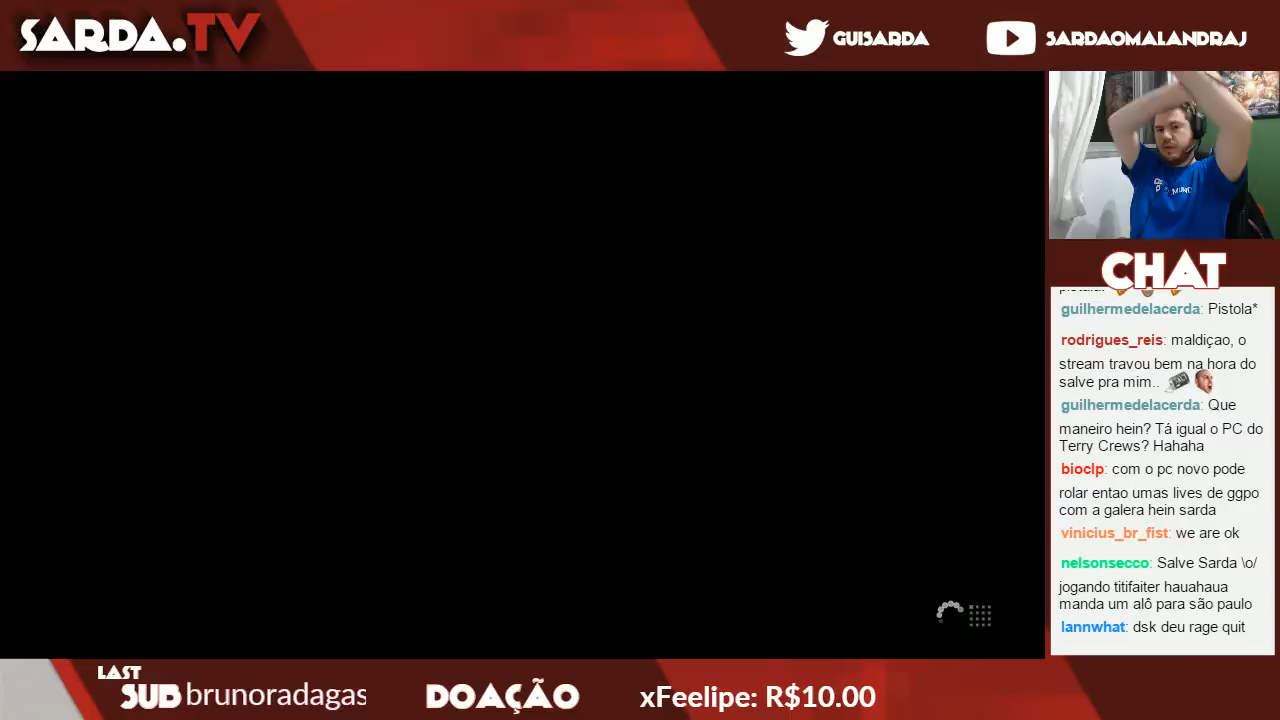 SARDA.TV
GUISARDA
SARDAOMALANDRAJ
CHAT
guilhermedelacerda: Pistola*
rodrigues_reis: maldiçao, o
stream travou bem na hora do
salve pra mim..
guilhermedelacerda: Que
maneiro hein? Tá igual o PC do
Terry Crews? Hahaha
bioclp: com o pc novo pode
rolar entao umas lives de ggpo
com a galera hein sarda
vinicius_br_fist: we are ok
nelsonsecco: Salve Sarda \o/
jogando titifaiter hauahaua
manda um alô para são paulo
lannwhat: dsk deu rage quit
LAST
SUB brunoradagas
DOAÇÃO
xFeelipe: R$10.00